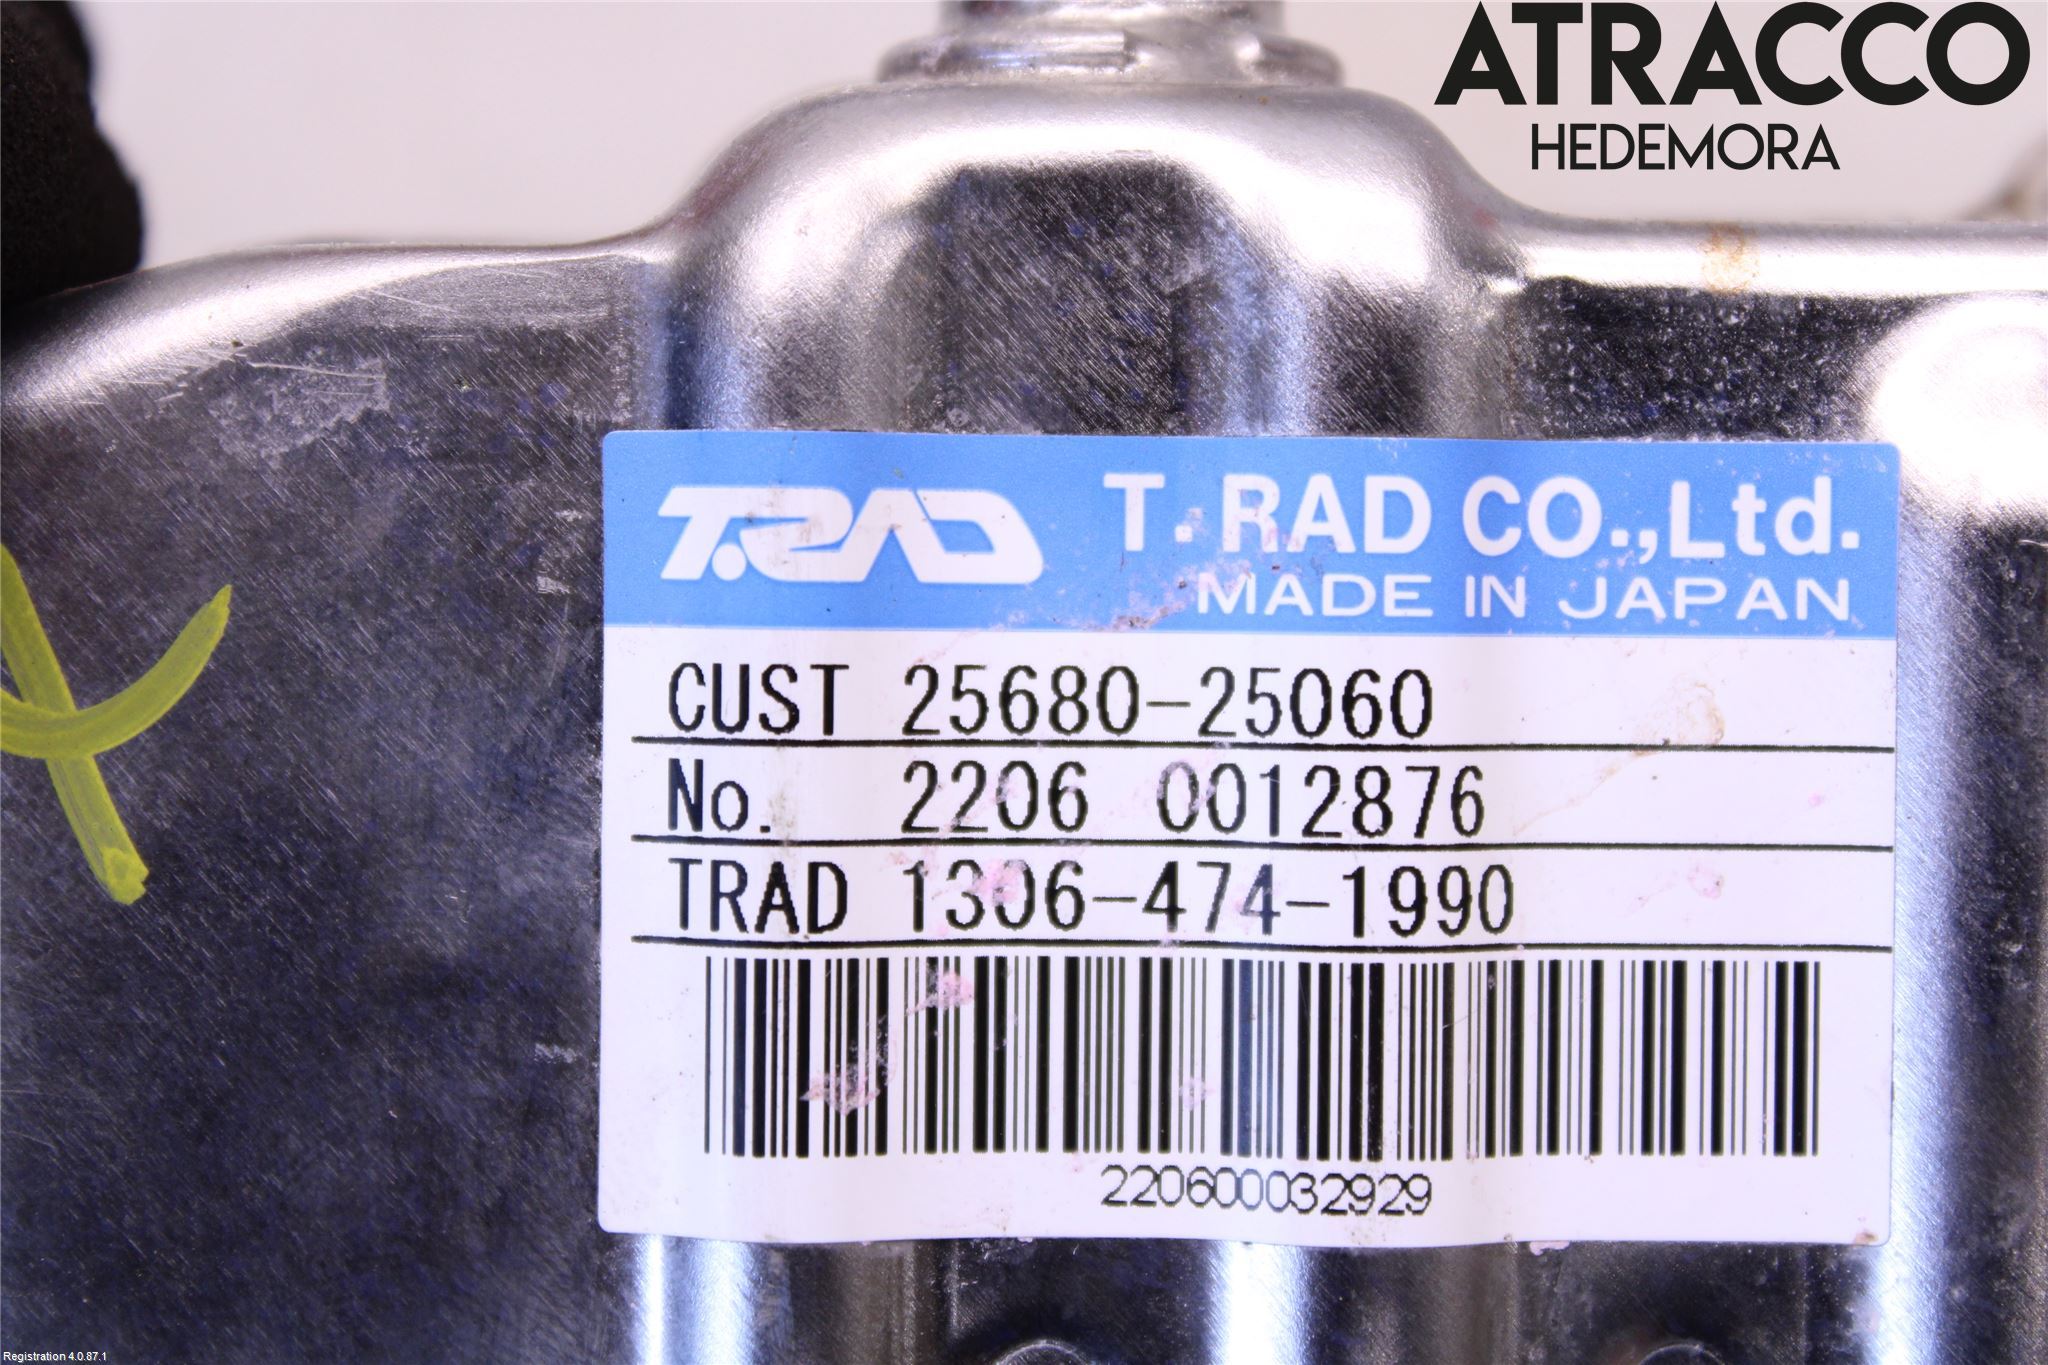 ATRACCO
HEDEMORA
T.RAD T. RAD CO.,Ltd.
MADE IN JAPAN
CUST 25680-25060
No. 2206 0012876
TRAD 1306-474-1990
220600032929
Registration 4.0.87.1